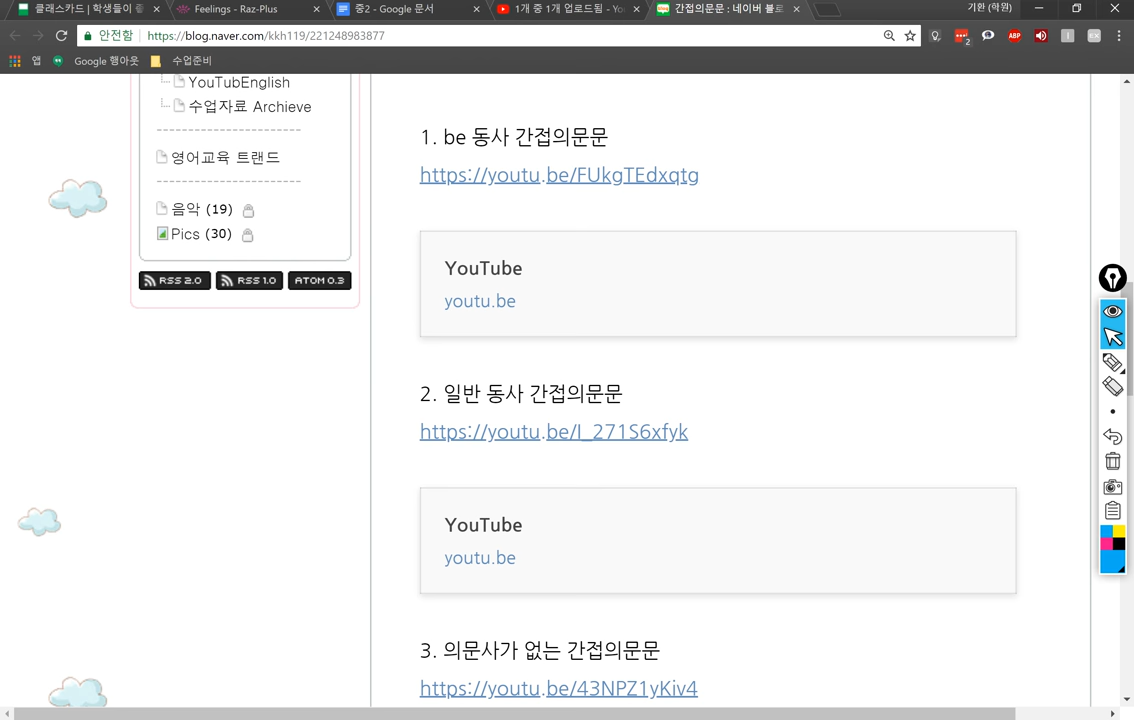 클래스카드 | 학생들이 좋
Feelings - Raz-Plus
중2 - Google 문서
1개 중 1개 업로드됨 - Yo
간접의문문 : 네이버 블로
기환 (학원)
안전함
https://blog.naver.com/kkh119/221248983877
2
ABP
앱
Google 행아웃
수업준비
YouTubEnglish
수업자료 Archieve
영어교육 트랜드
음악 (19)
Pics (30)
RSS 2.0
RSS 1.0
ATOM 0.3
1. be 동사 간접의문문
https://youtu.be/FUkgTEdxqtg
YouTube
youtu.be
2. 일반 동사 간접의문문
https://youtu.be/I_271S6xfyk
YouTube
youtu.be
3. 의문사가 없는 간접의문문
https://youtu.be/43NPZ1yKiv4